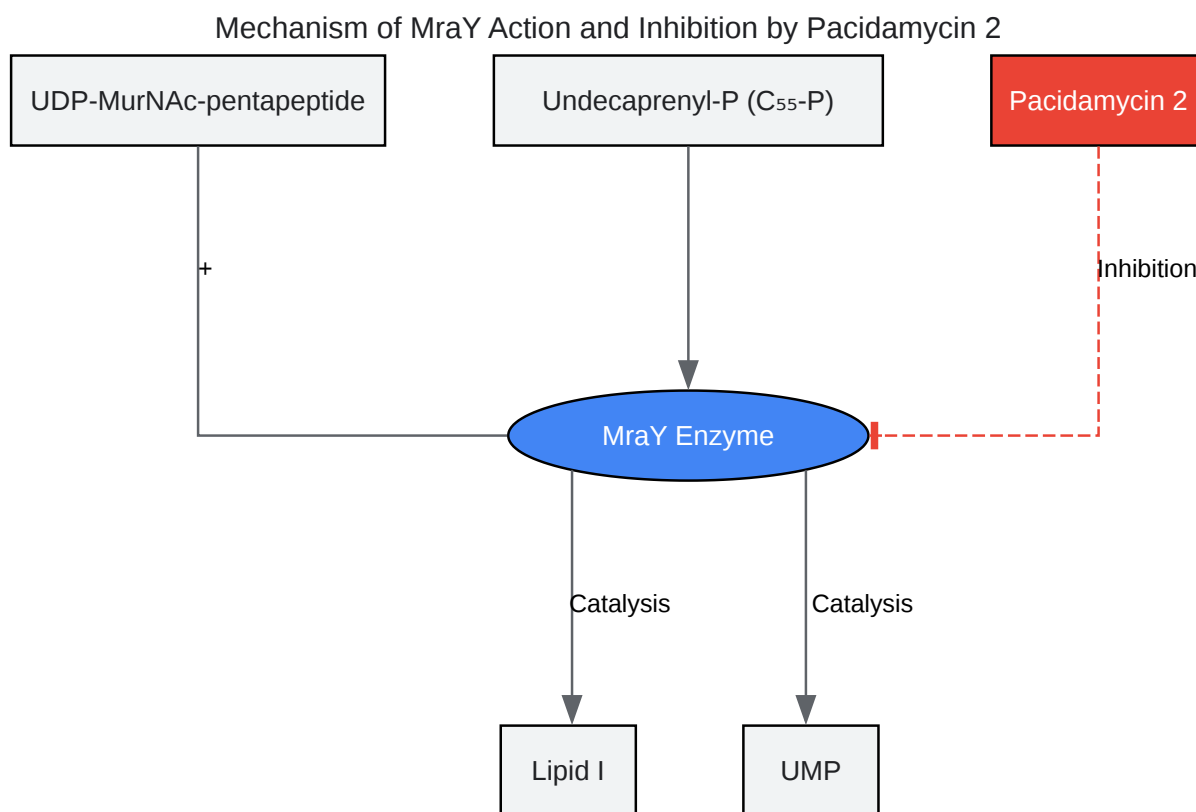 Mechanism of MraY Action and Inhibition by Pacidamycin 2
UDP-MurNAc-pentapeptide
Undecaprenyl-P (C₅₅-P)
Pacidamycin 2
+
Inhibition
MraY Enzyme
Catalysis
Catalysis
Lipid I
UMP